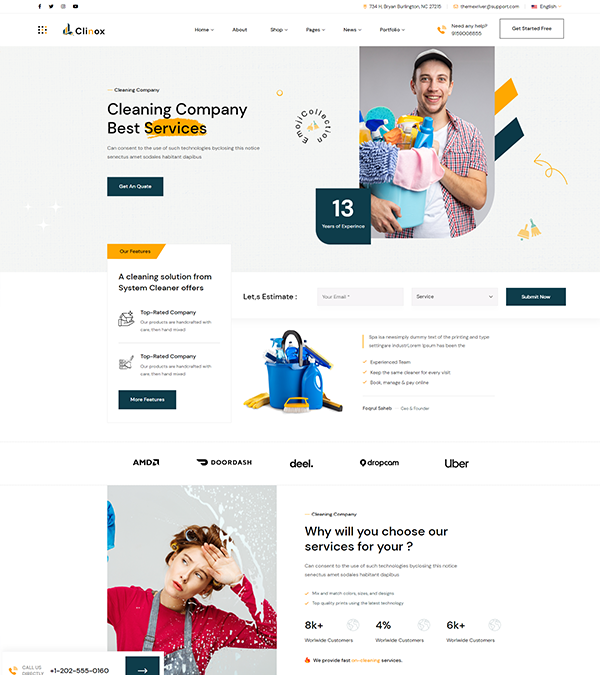 734 H, Bryan Burlington, NC 27215
themexriver@support.com
English
Clinox
Home
About
Shop
Pages
News
Portfolio
Need any help?
9159006655
Get Started Free
Cleaning Company
Cleaning Company
Best Services
Can consent to the use of such technologies byclosing this notice
senectus amet sodales habitant dapibus
Get An Quate
EmojiCollection
13
Years of Experince
Our Features
A cleaning solution from
System Cleaner offers
Top-Rated Company
Our products are handcrafted with
care, then hand mixed
Top-Rated Company
Our products are handcrafted with
care, then hand mixed
More Features
Let,s Estimate :
Your Email *
Service
Submit Now
Spa isa newsimply dummy text of the printing and type
settingare industl Lorem Ipsum has been the
Experienced Team
Keep the same cleaner for every visit
Book, manage & pay online
Foqrul Saheb
Ceo & Founder
AMD
DOORDASH
deel.
dropcam
Uber
Cleaning Company
Why will you choose our
services for your ?
Can consent to the use of such technologies byclosing this notice
senectus amet sodales habitant dapibus
Mix and match colors, sizes, and designs
Top quality prints using the latest technology
8k+
Worlwide Customers
4%
Worlwide Customers
6k+
Worlwide Customers
We provide fast on cleaning services.
CALL US
DIRECTLY
+1-202-555-0160